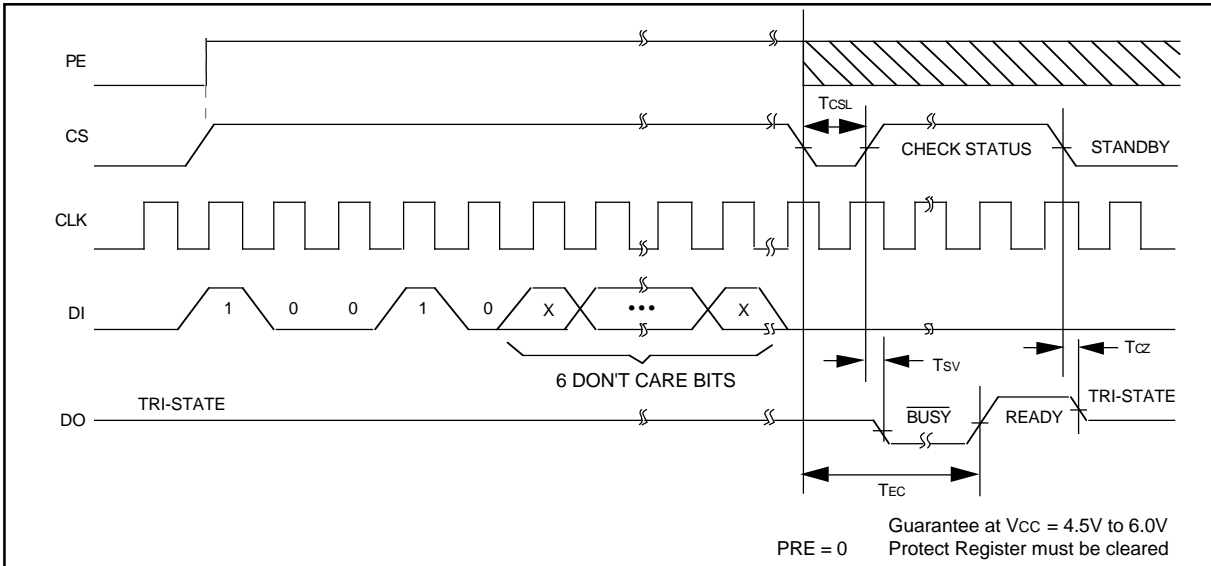 PE
TCSL
CS
CHECK STATUS
STANDBY
CLK
DI
1 0 0 1 0 X ••• X
TSV
TCZ
6 DON'T CARE BITS
TRI-STATE
TRI-STATE
DO
BUSY
READY
TEC
Guarantee at VCC = 4.5V to 6.0V
PRE = 0 Protect Register must be cleared